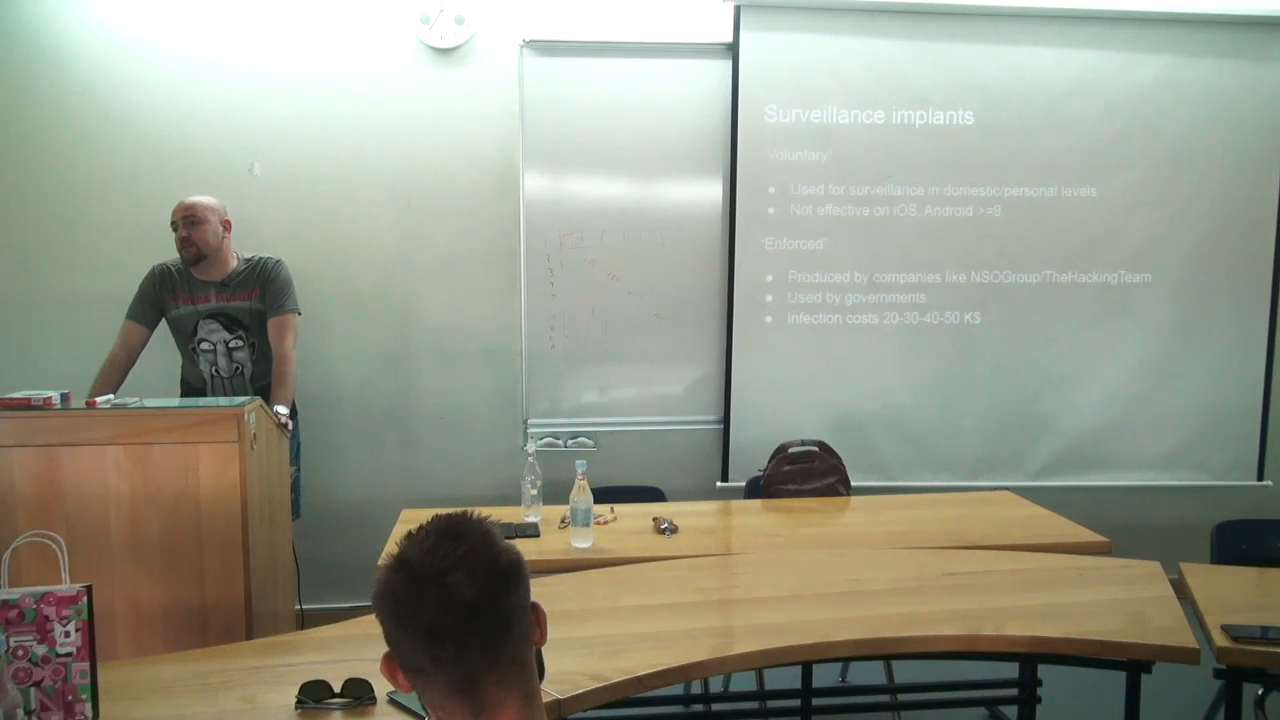 Surveillance implants
"Voluntary"
● Used for surveillance in domestic/personal levels
● Not effective on iOS, Android >=9
"Enforced"
● Produced by companies like NSOGroup/TheHackingTeam
● Used by governments
● Infection costs 20-30-40-50 K$